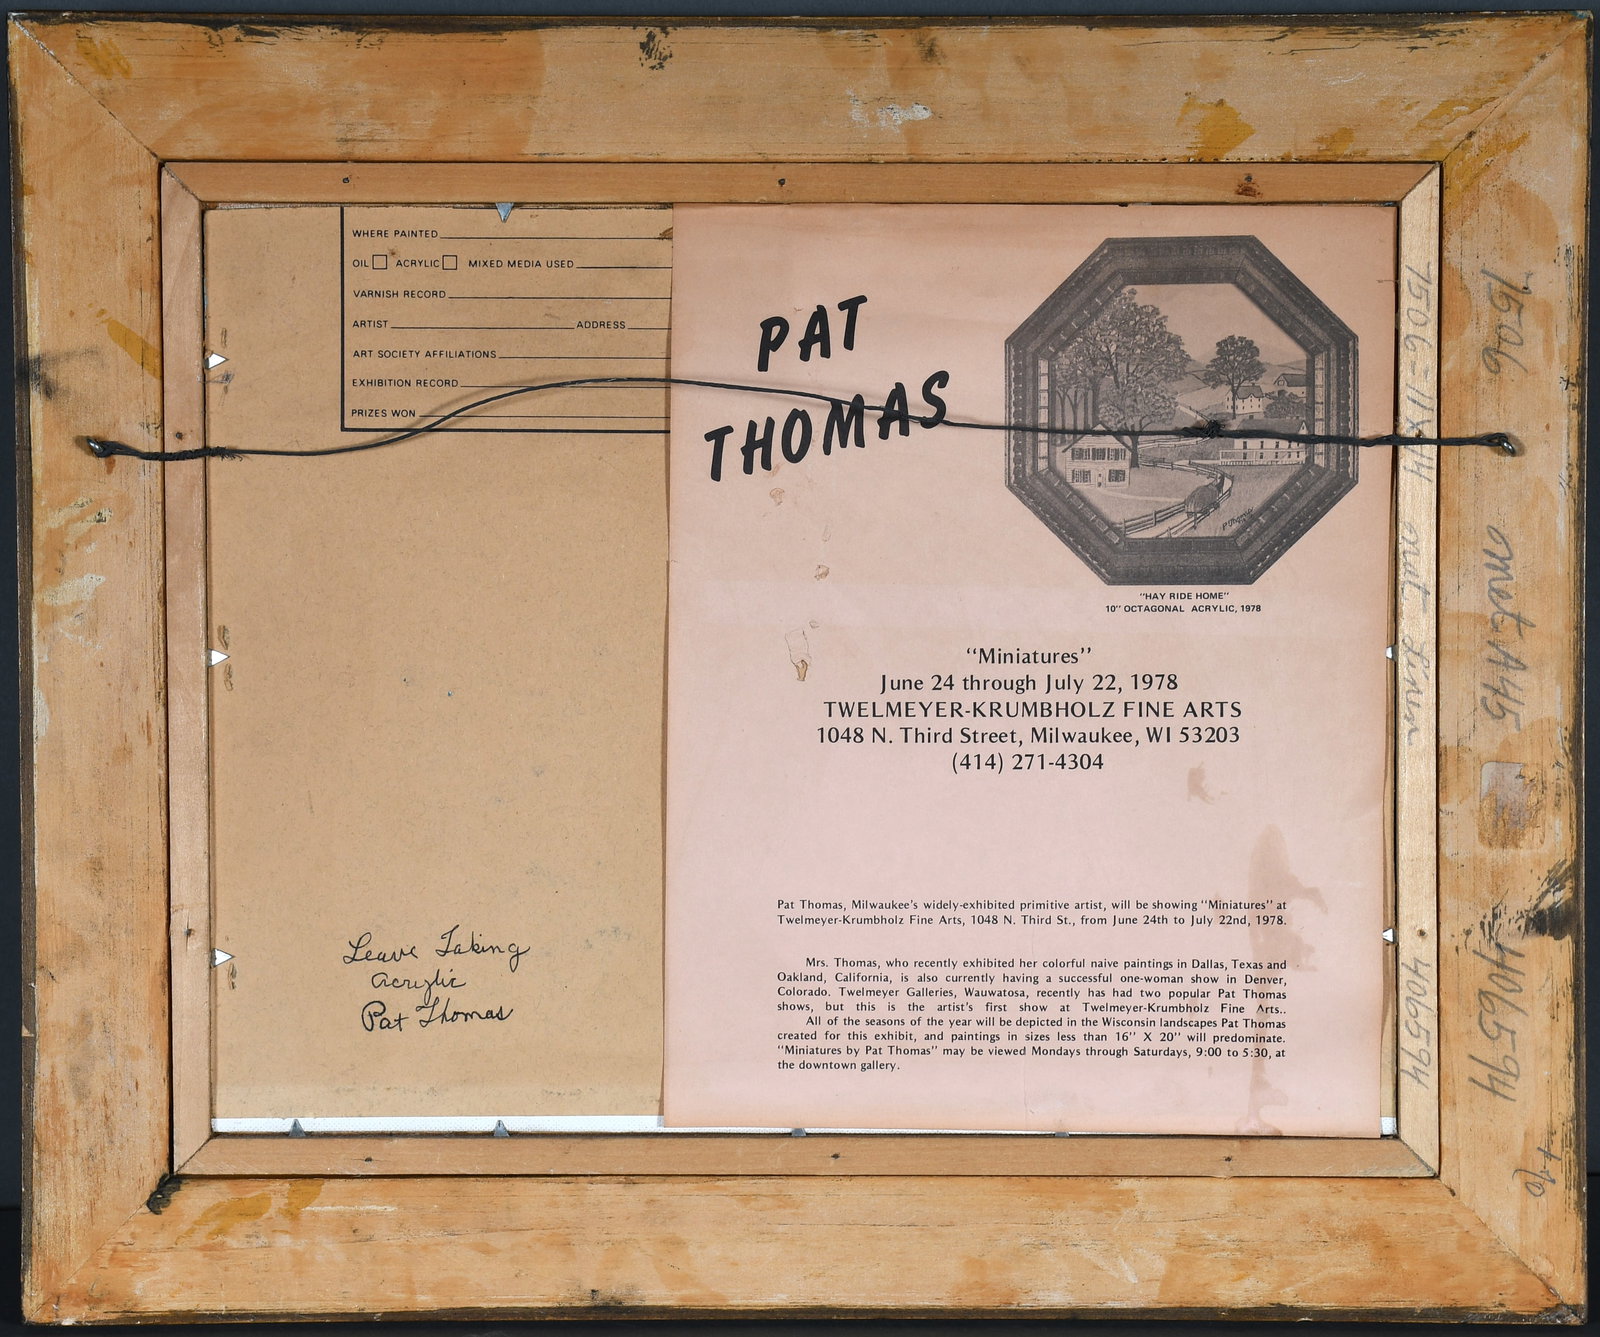 WHERE PAINTED
OIL ACRYLIC MIXED MEDIA USED
VARNISH RECORD
ARTIST ADDRESS
ART SOCIETY AFFILIATIONS
EXHIBITION RECORD
PRIZES WON
Leave Taking
Acrylic
Pat Thomas
PAT
THOMAS
P Thomas
"HAY RIDE HOME"
10" OCTAGONAL ACRYLIC, 1978
"Miniatures"
June 24 through July 22, 1978
TWELMEYER-KRUMBHOLZ FINE ARTS
1048 N. Third Street, Milwaukee, WI 53203
(414) 271-4304
Pat Thomas, Milwaukee's widely-exhibited primitive artist, will be showing "Miniatures" at
Twelmeyer-Krumbholz Fine Arts, 1048 N. Third St., from June 24th to July 22nd, 1978.
Mrs. Thomas, who recently exhibited her colorful naive paintings in Dallas, Texas and
Oakland, California, is also currently having a successful one-woman show in Denver,
Colorado. Twelmeyer Galleries, Wauwatosa, recently has had two popular Pat Thomas
shows, but this is the artist's first show at Twelmeyer-Krumbholz Fine Arts..
All of the seasons of the year will be depicted in the Wisconsin landscapes Pat Thomas
created for this exhibit, and paintings in sizes less than 16" X 20" will predominate.
"Miniatures by Pat Thomas" may be viewed Mondays through Saturdays, 9:00 to 5:30, at
the downtown gallery.
7506-11x14 nat Linen 4406594
7506 A445 4406594